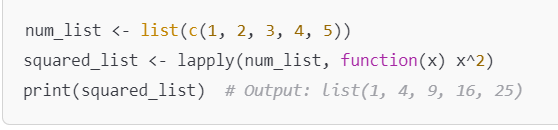 num_list <- list(c(1, 2, 3, 4, 5))
squared_list <- lapply(num_list, function(x) x^2)
print(squared_list)  # Output: list(1, 4, 9, 16, 25)